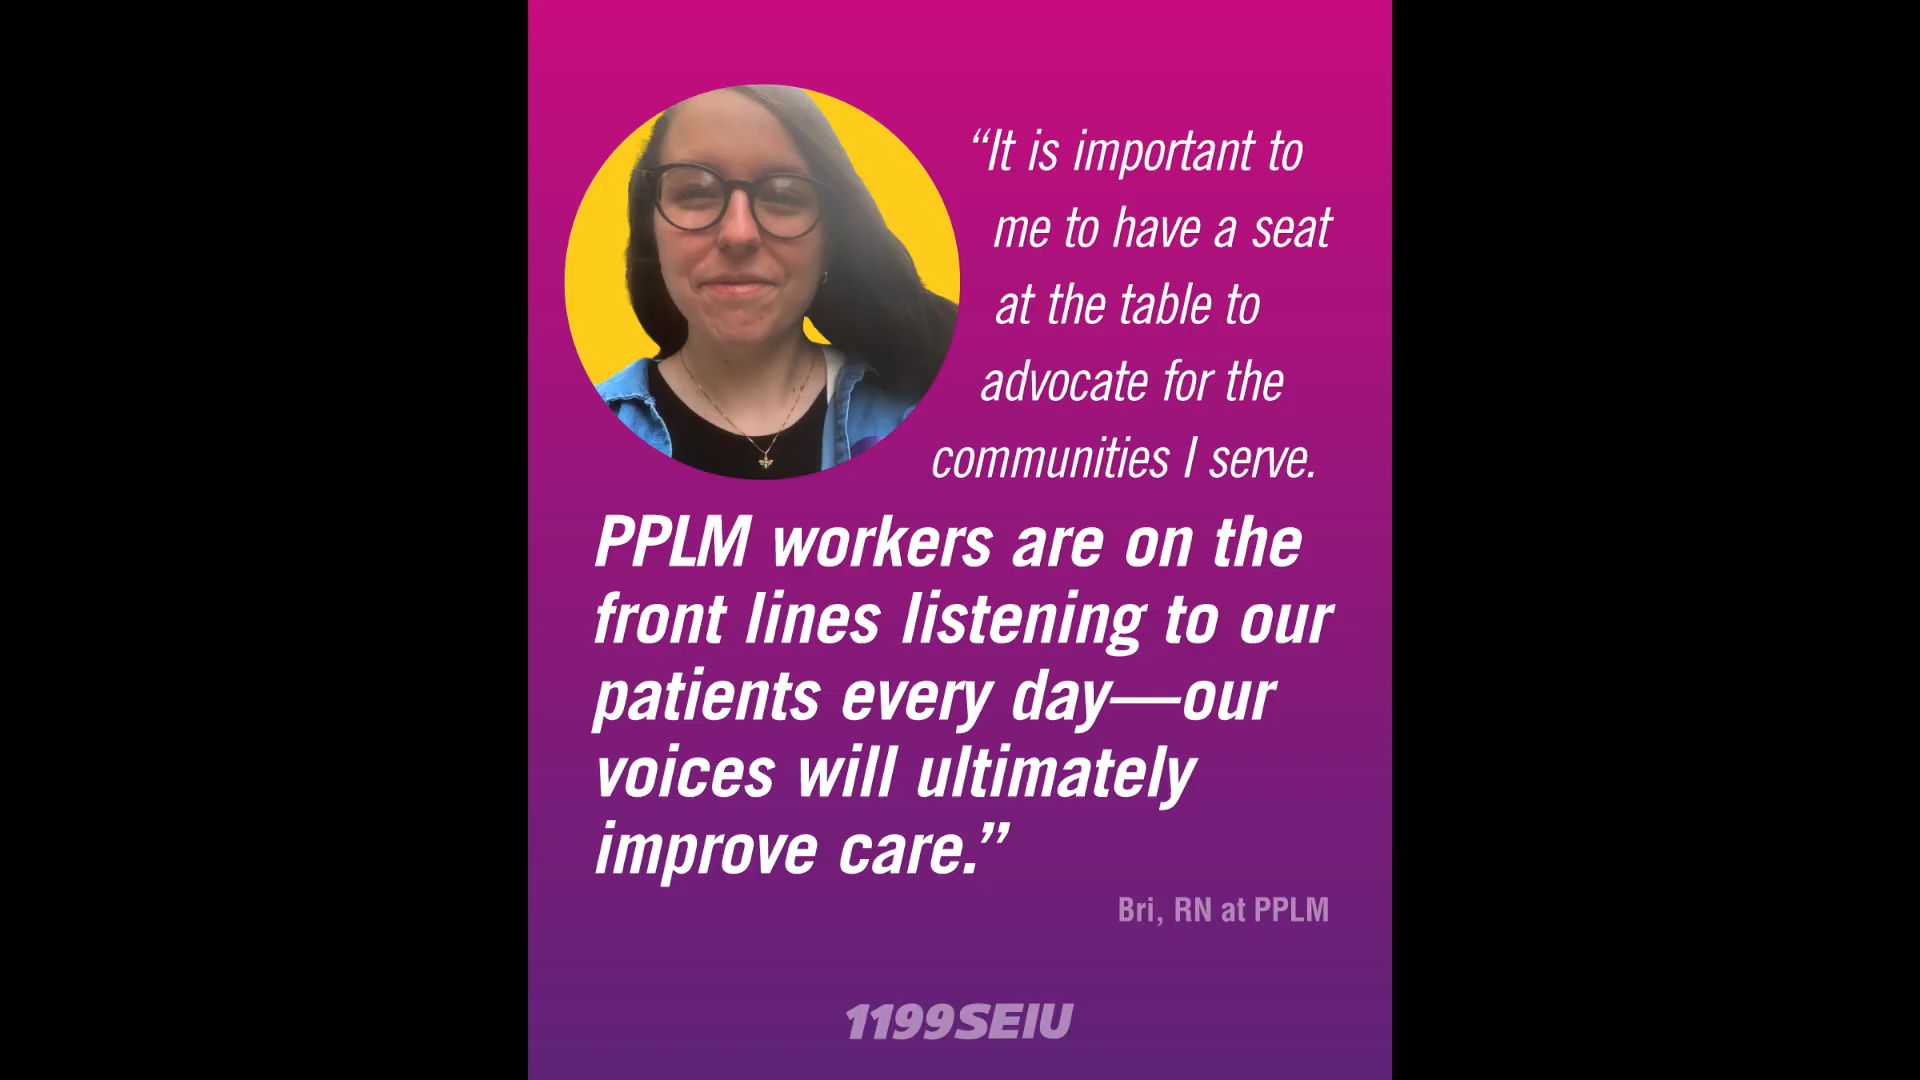 “It is important to
me to have a seat
at the table to
advocate for the
communities I serve.
PPLM workers are on the
front lines listening to our
patients every day—our
voices will ultimately
improve care.”
Bri, RN at PPLM
1199SEIU